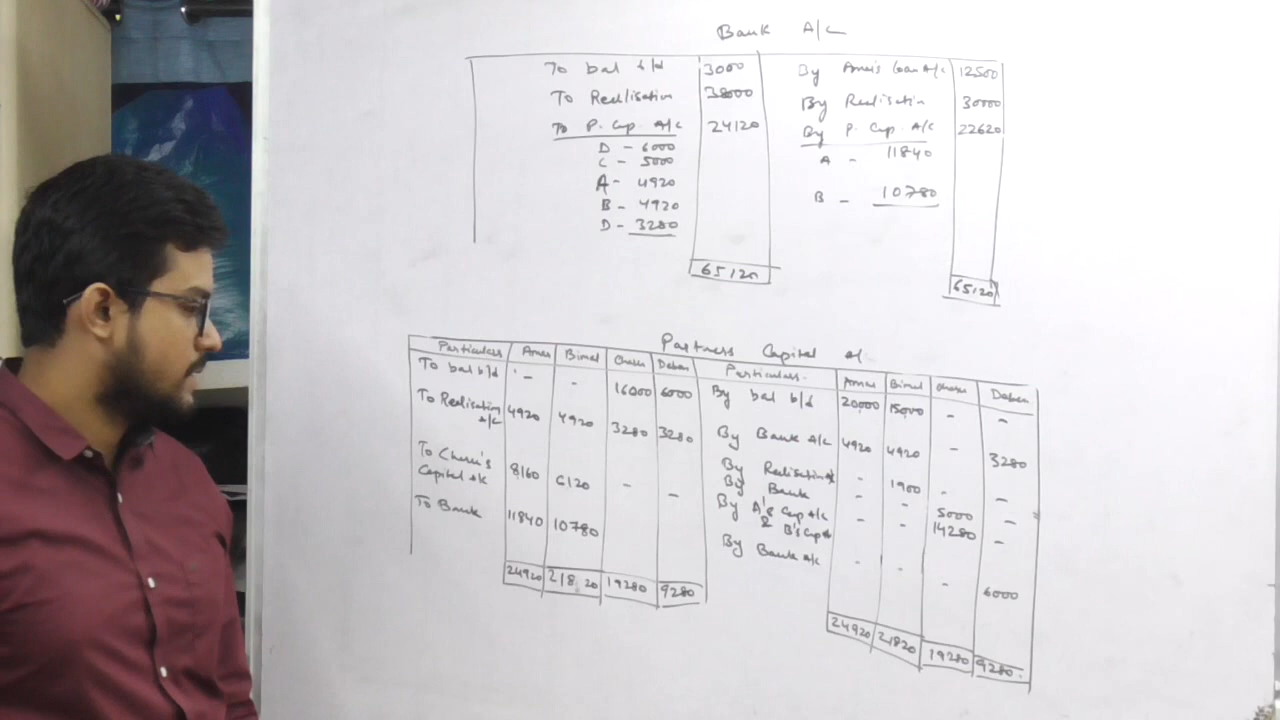 Bank A/c
To bal b/d 3000 By Amar's Loan A/c 12500
To Realisation 38000 By Realisation 30000
To P. Cap A/c 24120 By P. Cap. A/c 22620
D - 6000 A - 11840
C - 5000
A - 4920 B - 10780
B - 4920
D - 3280
65120 65120
Partners Capital A/c
Particulars Amar Bimal Deben Particulars Amar Bimal Deben
To bal b/d - - 16000 6000 By bal b/d 20000 15000 - -
To Realisation A/c 4920 4920 3280 3280 By Bank A/c 4920 4920 - 3280
To Capital A/c 8160 6120 - - By Realisation - 1900 - -
By Bank - - 5000 -
To Bank 11840 10780 By A's Cap A/c & B's Cap - - 14280 -
By Bank A/c - - - 6000
24920 21820 19280 9280 24920 21820 19280 9280